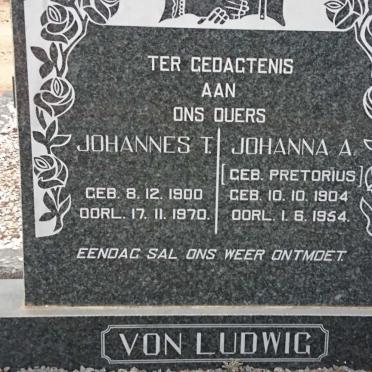 TER GEDAGTENIS
AAN
ONS OUERS
JOHANNES T.
GEB. 8. 12. 1900
OORL. 17. 11. 1970.
JOHANNA A.
[GEB. PRETORIUS]
GEB. 10. 10. 1904
OORL. 1. 6. 1954.
EENDAG SAL ONS WEER ONTMOET.
VON LUDWIG